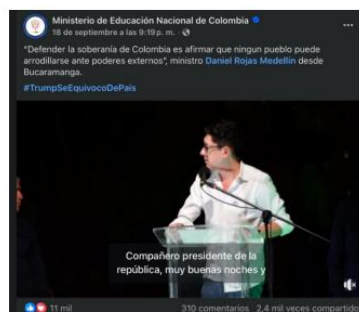 Ministerio de Educación Nacional de Colombia
18 de septiembre a las 9:19 p. m. ·
"Defender la soberanía de Colombia es afirmar que ningun pueblo puede
arrodillarse ante poderes externos", ministro Daniel Rojas Medellin desde
Bucaramanga.
#TrumpSeEquivocoDePais
Compañero presidente de la
república, muy buenas noches y
11 mil
310 comentarios 2,4 mil veces compartido